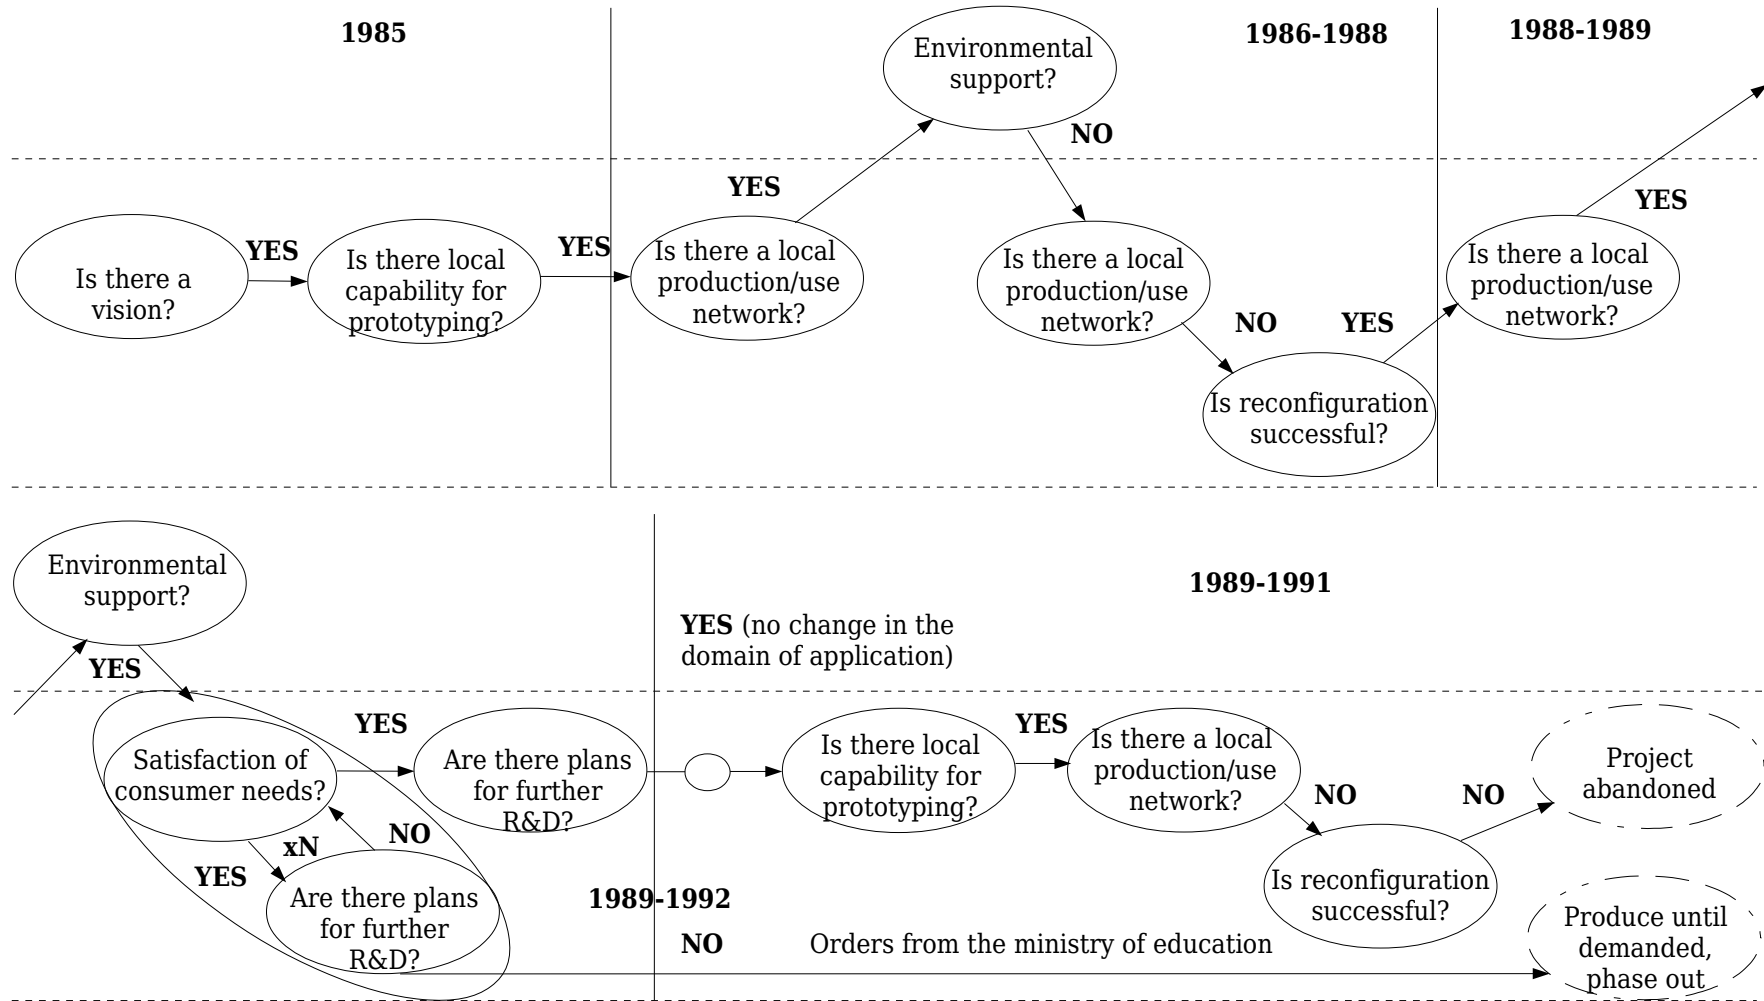 1985
1986-1988
1988-1989
Environmental
support?
NO
YES
YES
Is there a
vision?
YES
Is there local
capability for
prototyping?
YES
Is there a local
production/use
network?
Is there a local
production/use
network?
NO
YES
Is there a local
production/use
network?
Is reconfiguration
successful?
Environmental
support?
1989-1991
YES (no change in the
domain of application)
YES
YES
Satisfaction of
consumer needs?
Are there plans
for further
R&D?
Is there local
capability for
prototyping?
YES
Is there a local
production/use
network?
NO
NO
Project
abandoned
xN
NO
YES
Are there plans
for further
R&D?
1989-1992
NO
Orders from the ministry of education
Is reconfiguration
successful?
Produce until
demanded,
phase out